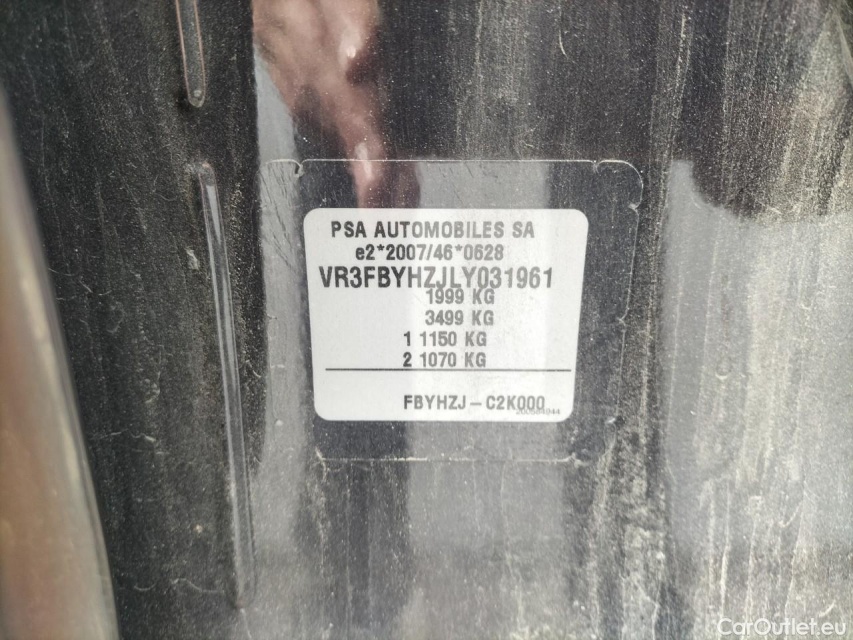 PSA AUTOMOBILES SA
e2*2007/46*0628
VR3FBYHZJLY031961
1999 KG
3499 KG
1 1150 KG
2 1070 KG
FBYHZJ-C2K000
CarOutlet.eu